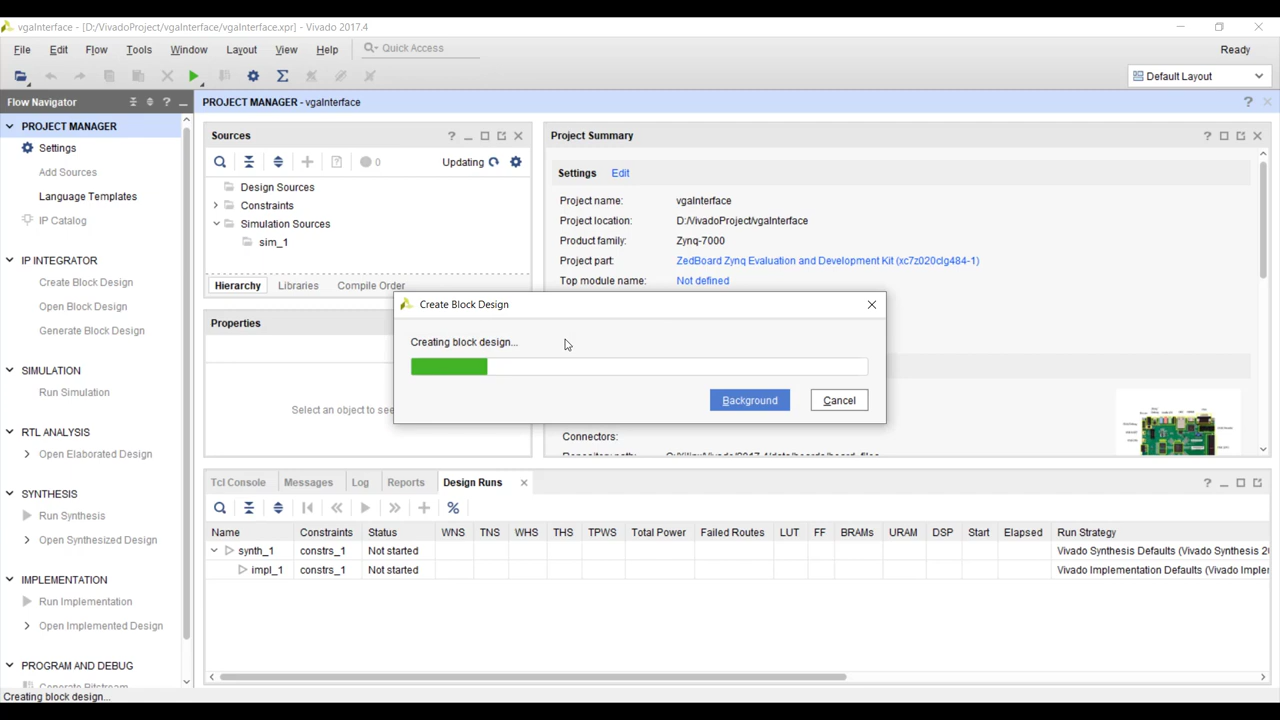 vgaInterface - [D:/VivadoProject/vgaInterface/vgaInterface.xpr] - Vivado 2017.4
File Edit Flow Tools Window Layout View Help Quick Access Ready
Default Layout
Flow Navigator
PROJECT MANAGER
Settings
Add Sources
Language Templates
IP Catalog
IP INTEGRATOR
Create Block Design
Open Block Design
Generate Block Design
SIMULATION
Run Simulation
RTL ANALYSIS
Open Elaborated Design
SYNTHESIS
Run Synthesis
Open Synthesized Design
IMPLEMENTATION
Run Implementation
Open Implemented Design
PROGRAM AND DEBUG
Generate Bitstream
PROJECT MANAGER - vgaInterface
Sources
0 Updating
Design Sources
Constraints
Simulation Sources
sim_1
Hierarchy Libraries Compile Order
Properties
Select an object to see
Project Summary
Settings Edit
Project name: vgaInterface
Project location: D:/VivadoProject/vgaInterface
Product family: Zynq-7000
Project part: ZedBoard Zynq Evaluation and Development Kit (xc7z020clg484-1)
Top module name: Not defined
Connectors:
Create Block Design
Creating block design...
Background Cancel
Tcl Console Messages Log Reports Design Runs
Name Constraints Status WNS TNS WHS THS TPWS Total Power Failed Routes LUT FF BRAMs URAM DSP Start Elapsed Run Strategy
synth_1 constrs_1 Not started Vivado Synthesis Defaults (Vivado Synthesis 20
impl_1 constrs_1 Not started Vivado Implementation Defaults (Vivado Impler
Creating block design...